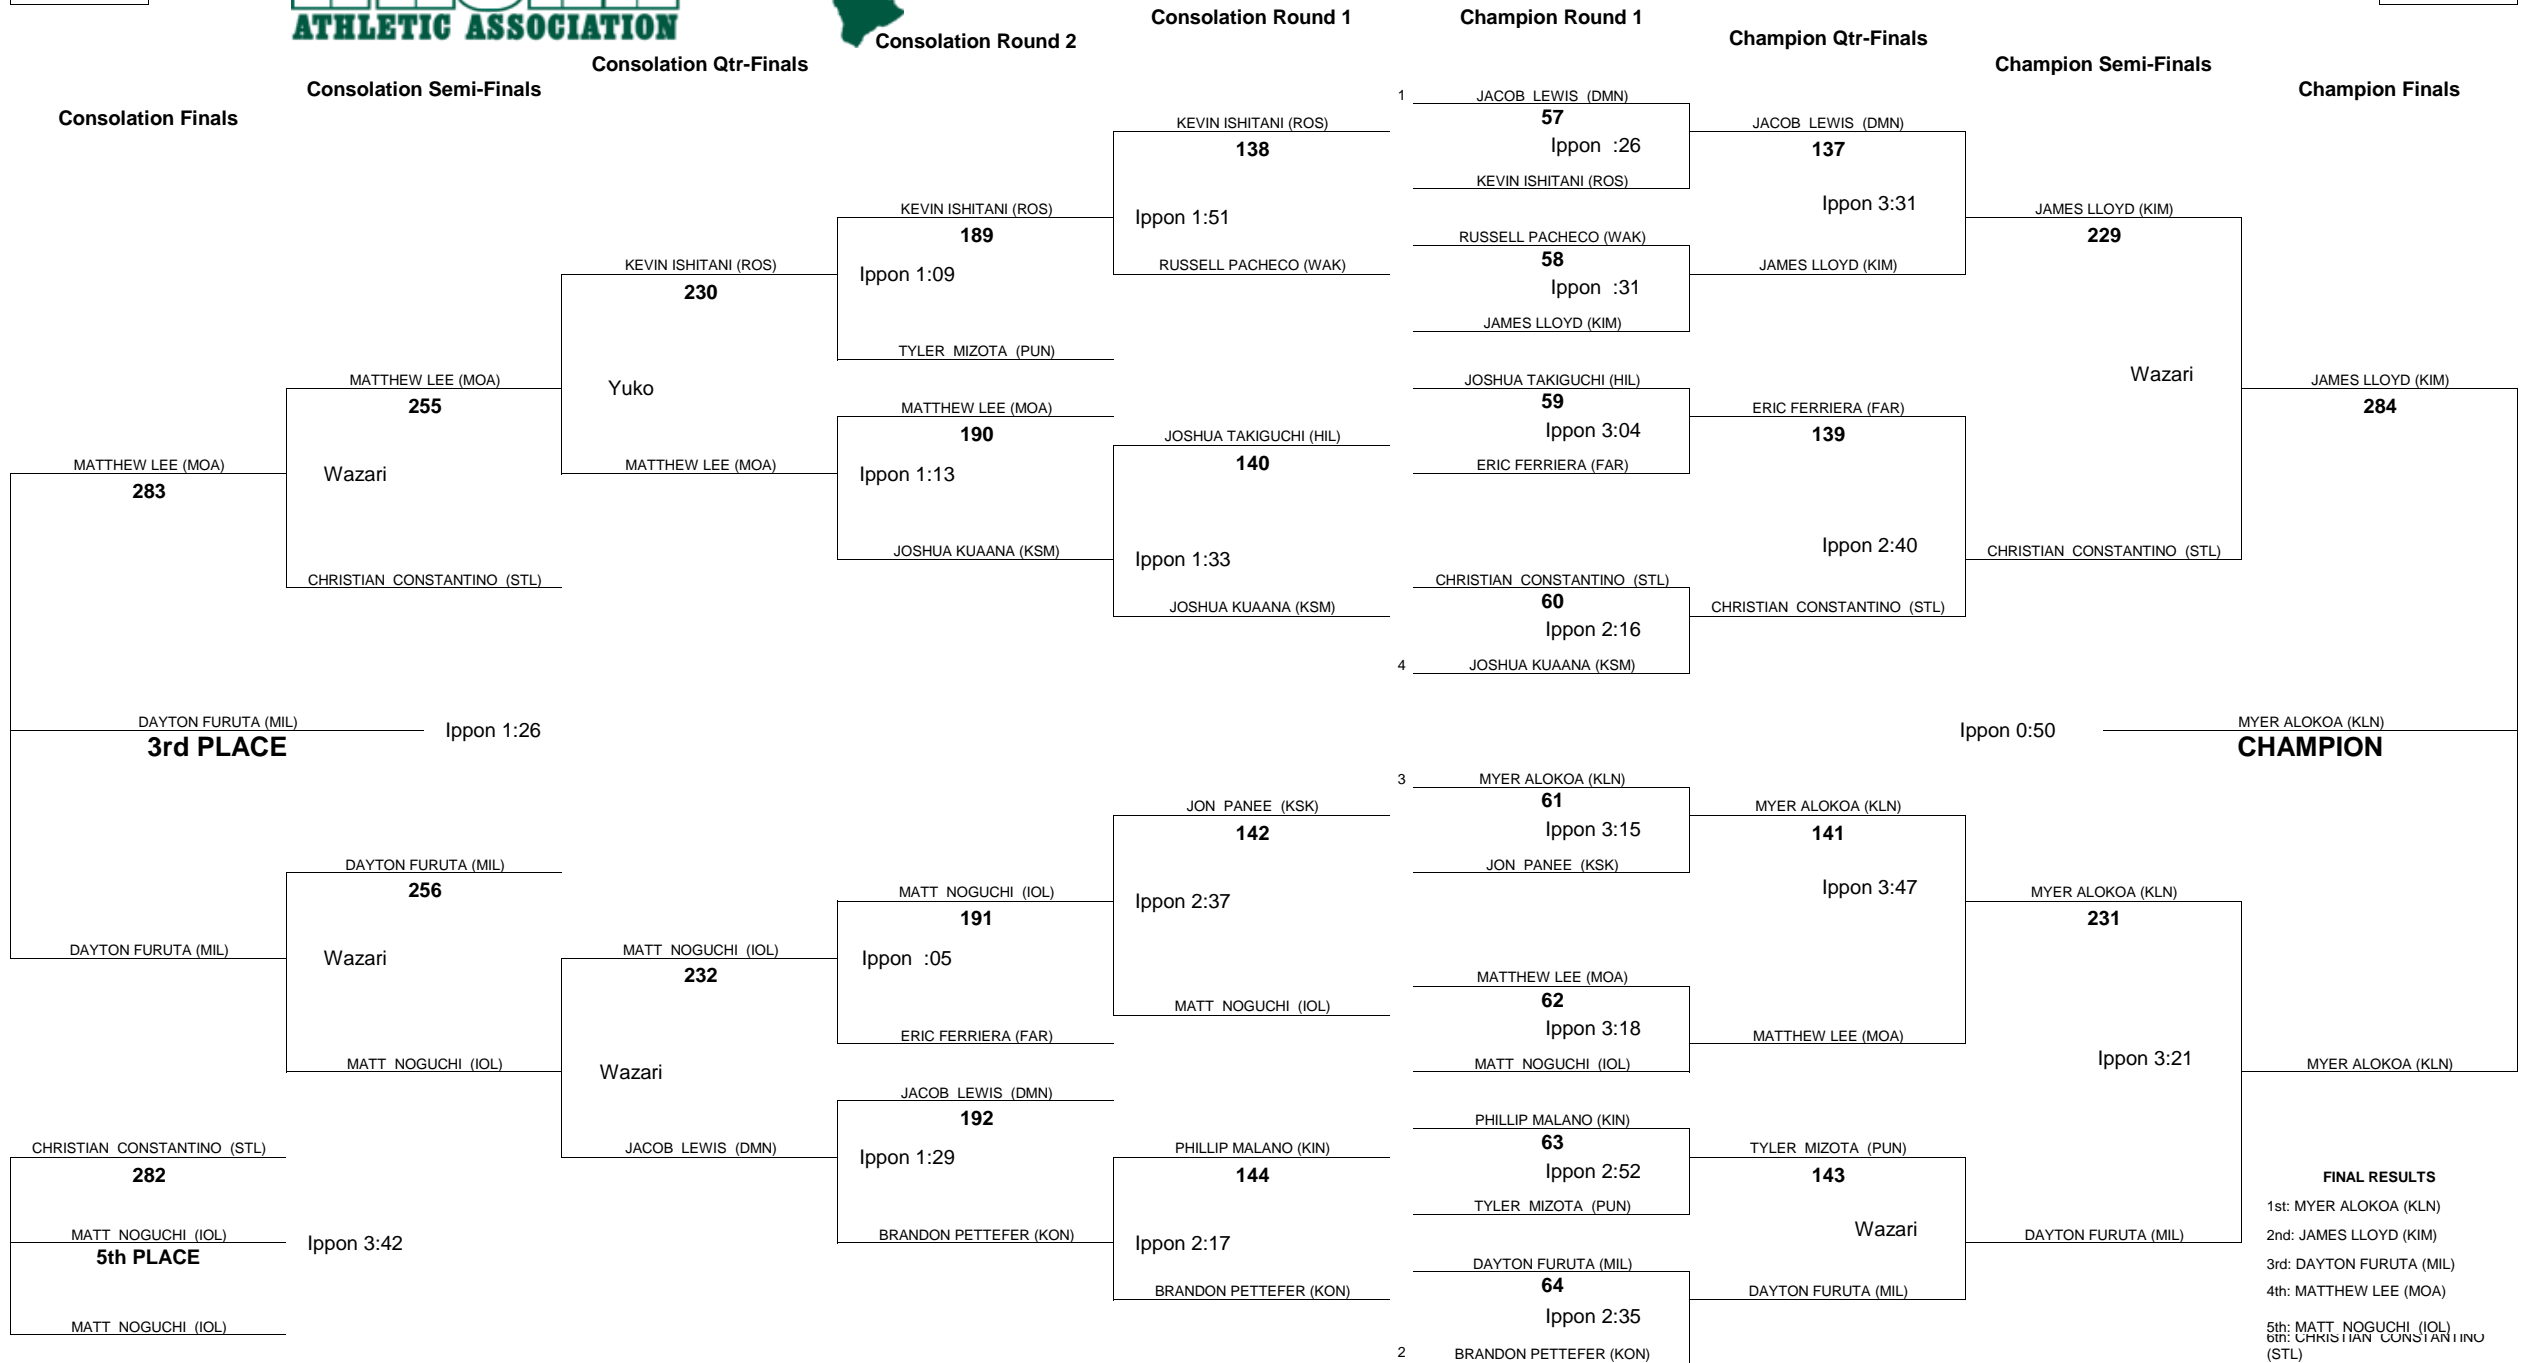 ATHLETIC ASSOCIATION
Consolation Finals
Consolation Semi-Finals
Consolation Qtr-Finals
Consolation Round 2
Consolation Round 1
Champion Round 1
Champion Qtr-Finals
Champion Semi-Finals
Champion Finals
MATTHEW LEE (MOA)
283
DAYTON FURUTA (MIL)
3rd PLACE
Ippon 1:26
DAYTON FURUTA (MIL)
CHRISTIAN CONSTANTINO (STL)
282
MATT NOGUCHI (IOL)
5th PLACE
Ippon 3:42
MATT NOGUCHI (IOL)
MATTHEW LEE (MOA)
255
Wazari
CHRISTIAN CONSTANTINO (STL)
DAYTON FURUTA (MIL)
256
Wazari
MATT NOGUCHI (IOL)
KEVIN ISHITANI (ROS)
230
Yuko
MATTHEW LEE (MOA)
MATT NOGUCHI (IOL)
232
Wazari
JACOB LEWIS (DMN)
KEVIN ISHITANI (ROS)
189
Ippon 1:09
TYLER MIZOTA (PUN)
MATTHEW LEE (MOA)
190
Ippon 1:13
JOSHUA KUAANA (KSM)
MATT NOGUCHI (IOL)
191
Ippon :05
ERIC FERRIERA (FAR)
JACOB LEWIS (DMN)
192
Ippon 1:29
BRANDON PETTEFER (KON)
KEVIN ISHITANI (ROS)
138
Ippon 1:51
RUSSELL PACHECO (WAK)
JOSHUA TAKIGUCHI (HIL)
140
Ippon 1:33
JOSHUA KUAANA (KSM)
JON PANEE (KSK)
142
Ippon 2:37
MATT NOGUCHI (IOL)
PHILLIP MALANO (KIN)
144
Ippon 2:17
BRANDON PETTEFER (KON)
1 JACOB LEWIS (DMN)
57
Ippon :26
KEVIN ISHITANI (ROS)
RUSSELL PACHECO (WAK)
58
Ippon :31
JAMES LLOYD (KIM)
JOSHUA TAKIGUCHI (HIL)
59
Ippon 3:04
ERIC FERRIERA (FAR)
CHRISTIAN CONSTANTINO (STL)
60
Ippon 2:16
4 JOSHUA KUAANA (KSM)
3 MYER ALOKOA (KLN)
61
Ippon 3:15
JON PANEE (KSK)
MATTHEW LEE (MOA)
62
Ippon 3:18
MATT NOGUCHI (IOL)
PHILLIP MALANO (KIN)
63
Ippon 2:52
TYLER MIZOTA (PUN)
DAYTON FURUTA (MIL)
64
Ippon 2:35
2 BRANDON PETTEFER (KON)
JACOB LEWIS (DMN)
137
Ippon 3:31
JAMES LLOYD (KIM)
ERIC FERRIERA (FAR)
139
Ippon 2:40
CHRISTIAN CONSTANTINO (STL)
MYER ALOKOA (KLN)
141
Ippon 3:47
MATTHEW LEE (MOA)
TYLER MIZOTA (PUN)
143
Wazari
DAYTON FURUTA (MIL)
JAMES LLOYD (KIM)
229
Wazari
CHRISTIAN CONSTANTINO (STL)
MYER ALOKOA (KLN)
231
Ippon 3:21
DAYTON FURUTA (MIL)
JAMES LLOYD (KIM)
284
Ippon 0:50
MYER ALOKOA (KLN)
CHAMPION
MYER ALOKOA (KLN)
FINAL RESULTS
1st: MYER ALOKOA (KLN)
2nd: JAMES LLOYD (KIM)
3rd: DAYTON FURUTA (MIL)
4th: MATTHEW LEE (MOA)
5th: MATT NOGUCHI (IOL)
6th: CHRISTIAN CONSTANTINO
(STL)